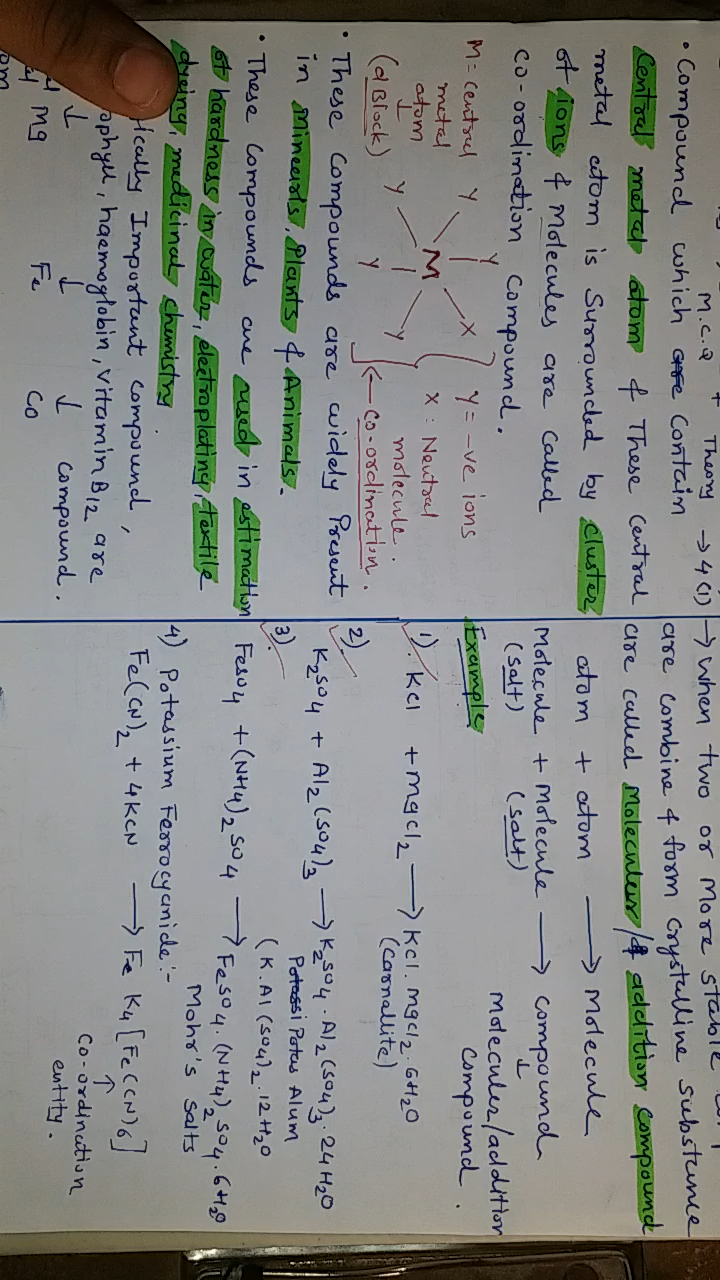 M.C.Q + Theory → 4(1)
• Compound which are Contain
Central metal atom & These Central
metal atom is Surrounded by Cluster
of ions & Molecules are called
co-ordination Compound.
M = Central metal atom
↓
(d Block)
Y Y Y M X Y Y
Y = -ve ions
X : Neutral molecule.
← Co-ordination.
• These Compounds are widely Present
in Minerals, Plants & Animals.
• These Compounds are used in estimation
of hardness in water, electroplating, textile
dyeing, medicinal chemistry.
Important Compound,
haemoglobin, Vitamin B12 are
↓ ↓ ↓ Compound.
Mg Fe Co
→ When two or More stable
are combine & form crystalline substance
are called Moleculer/& addition compound
atom + atom ⟶ Molecule
Molecule + Molecule ⟶ Compound
(salt) (salt) ↓
molecules/addition
Compound.
Example
1) KCl + MgCl2 ⟶ KCl.MgCl2.6H2O
(Carnallite)
2) K2SO4 + Al2(SO4)3 ⟶ K2SO4.Al2(SO4)3.24H2O
Potassi Potas Alum
(K.Al(SO4)2.12H2O
3) FeSO4 + (NH4)2SO4 ⟶ FeSO4.(NH4)2SO4.6H2O
Mohr's Salts
4) Potassium Ferrocyanide :-
Fe(CN)2 + 4KCN ⟶ Fe K4[Fe(CN)6]
↑
Co-ordination
entity.